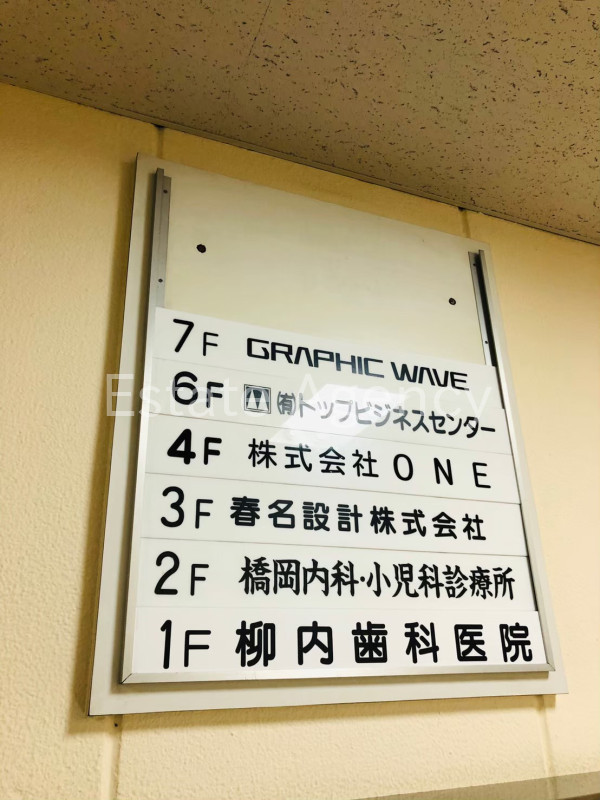 7F GRAPHIC WAVE
6F ㈲トップビジネスセンター
4F 株式会社ONE
3F 春名設計株式会社
2F 橋岡内科・小児科診療所
1F 柳内歯科医院
Estate Agency